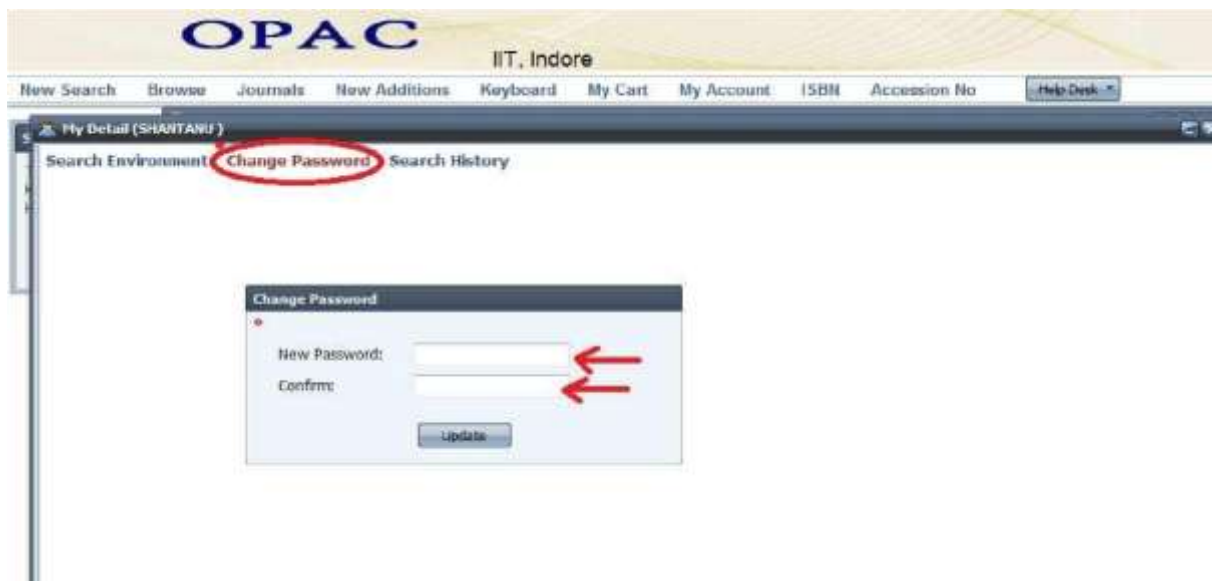 OPAC
IIT, Indore
New Search Browse Journals New Additions Keyboard My Cart My Account ISBN Accession No Help Desk
My Detail (SHANTANU )
Search Environment Change Password Search History
Change Password
New Password:
Confirm:
Update